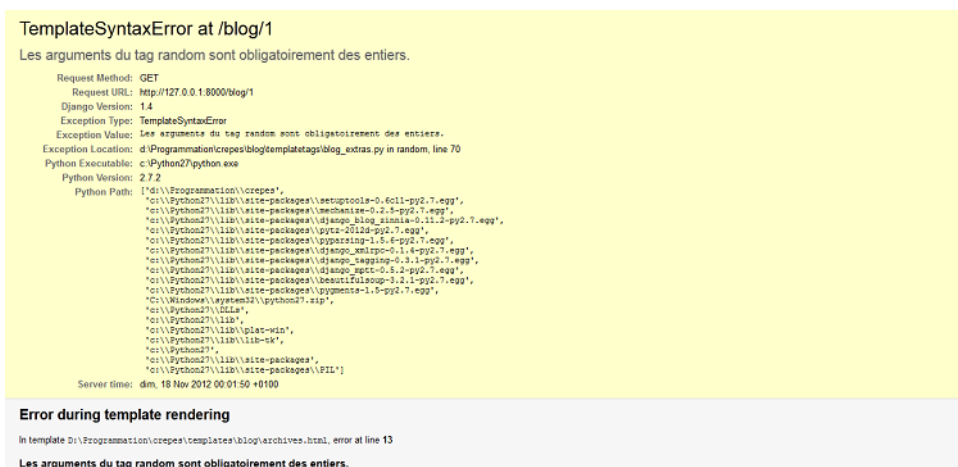 TemplateSyntaxError at /blog/1
Les arguments du tag random sont obligatoirement des entiers.
Request Method: GET
Request URL: http://127.0.0.1:8000/blog/1
Django Version: 1.4
Exception Type: TemplateSyntaxError
Exception Value: Les arguments du tag random sont obligatoirement des entiers.
Exception Location: d:\Programmation\crepes\blog\templatetags\blog_extras.py in random, line 70
Python Executable: c:\Python27\python.exe
Python Version: 2.7.2
Python Path: ['d:\\Programmation\\crepes',
'c:\\Python27\\lib\\site-packages\\setuptools-0.6c11-py2.7.egg',
'c:\\Python27\\lib\\site-packages\\mechanize-0.2.5-py2.7.egg',
'c:\\Python27\\lib\\site-packages\\django_blog_zinnia-0.11.2-py2.7.egg',
'c:\\Python27\\lib\\site-packages\\pytz-2012d-py2.7.egg',
'c:\\Python27\\lib\\site-packages\\pyparsing-1.5.6-py2.7.egg',
'c:\\Python27\\lib\\site-packages\\django_xmlrpc-0.1.4-py2.7.egg',
'c:\\Python27\\lib\\site-packages\\django_tagging-0.3.1-py2.7.egg',
'c:\\Python27\\lib\\site-packages\\django_mptt-0.5.2-py2.7.egg',
'c:\\Python27\\lib\\site-packages\\beautifulsoup-3.2.1-py2.7.egg',
'c:\\Python27\\lib\\site-packages\\pygments-1.5-py2.7.egg',
'C:\\Windows\\system32\\python27.zip',
'c:\\Python27\\DLLs',
'c:\\Python27\\lib',
'c:\\Python27\\lib\\plat-win',
'c:\\Python27\\lib\\lib-tk',
'c:\\Python27',
'c:\\Python27\\lib\\site-packages',
'c:\\Python27\\lib\\site-packages\\PIL']
Server time: dim, 18 Nov 2012 00:01:50 +0100
Error during template rendering
In template D:\Programmation\crepes\templates\blog\archives.html, error at line 13
Les arguments du tag random sont obligatoirement des entiers.